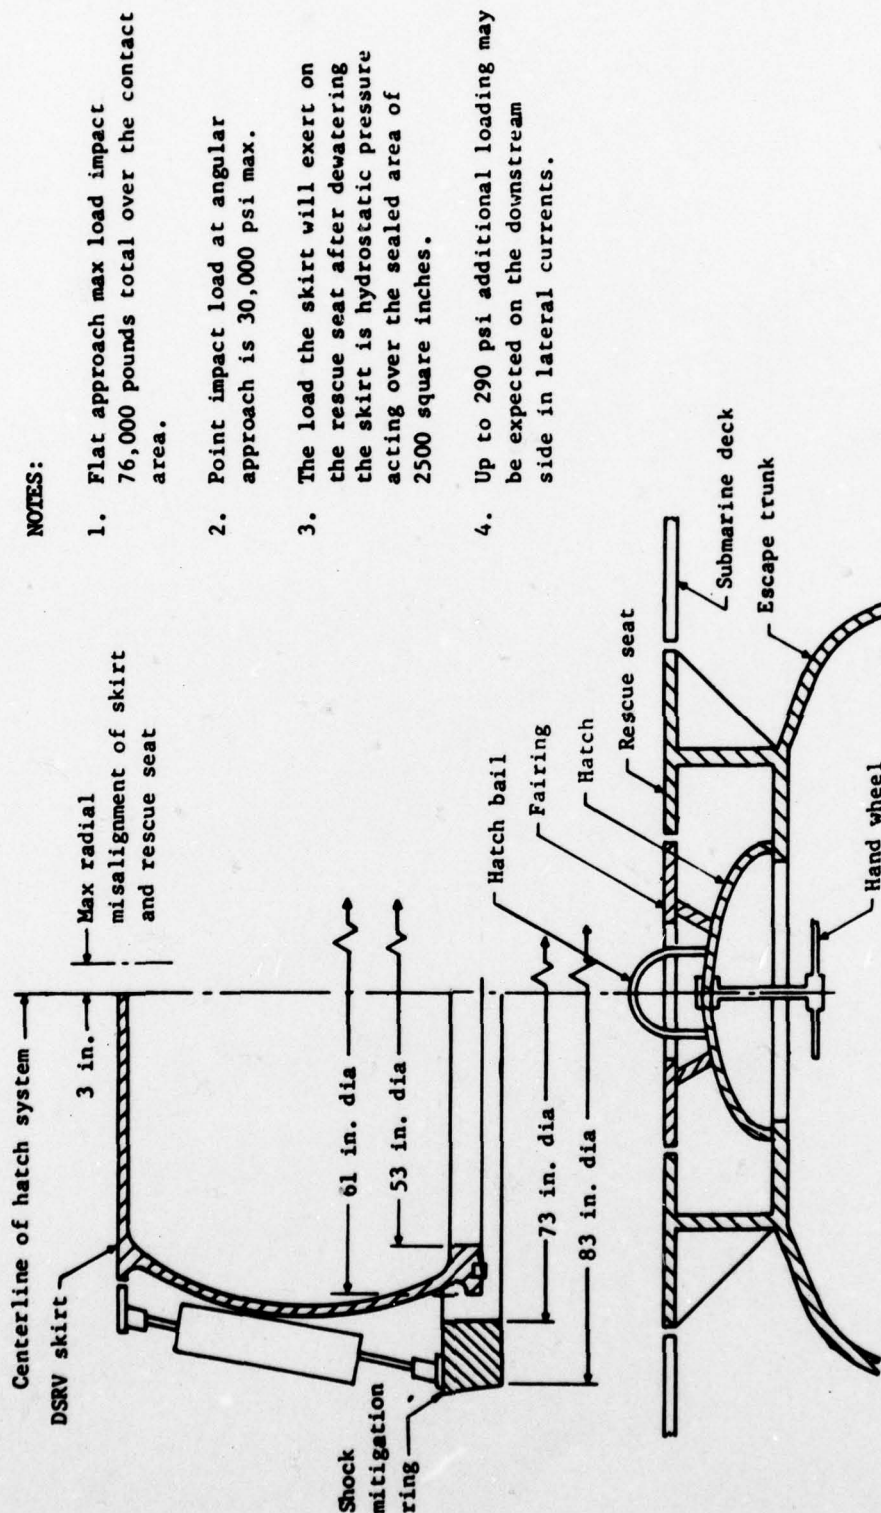 Centerline of hatch system
DSRV skirt
3 in.
Max radial
misalignment of skirt
and rescue seat
61 in. dia
53 in. dia
73 in. dia
83 in. dia
Shock
mitigation
ring
Hatch bail
Fairing
Hatch
Rescue seat
Submarine deck
Escape trunk
Hand wheel
NOTES:
1. Flat approach max load impact
76,000 pounds total over the contact
area.
2. Point impact load at angular
approach is 30,000 psi max.
3. The load the skirt will exert on
the rescue seat after dewatering
the skirt is hydrostatic pressure
acting over the sealed area of
2500 square inches.
4. Up to 290 psi additional loading may
be expected on the downstream
side in lateral currents.